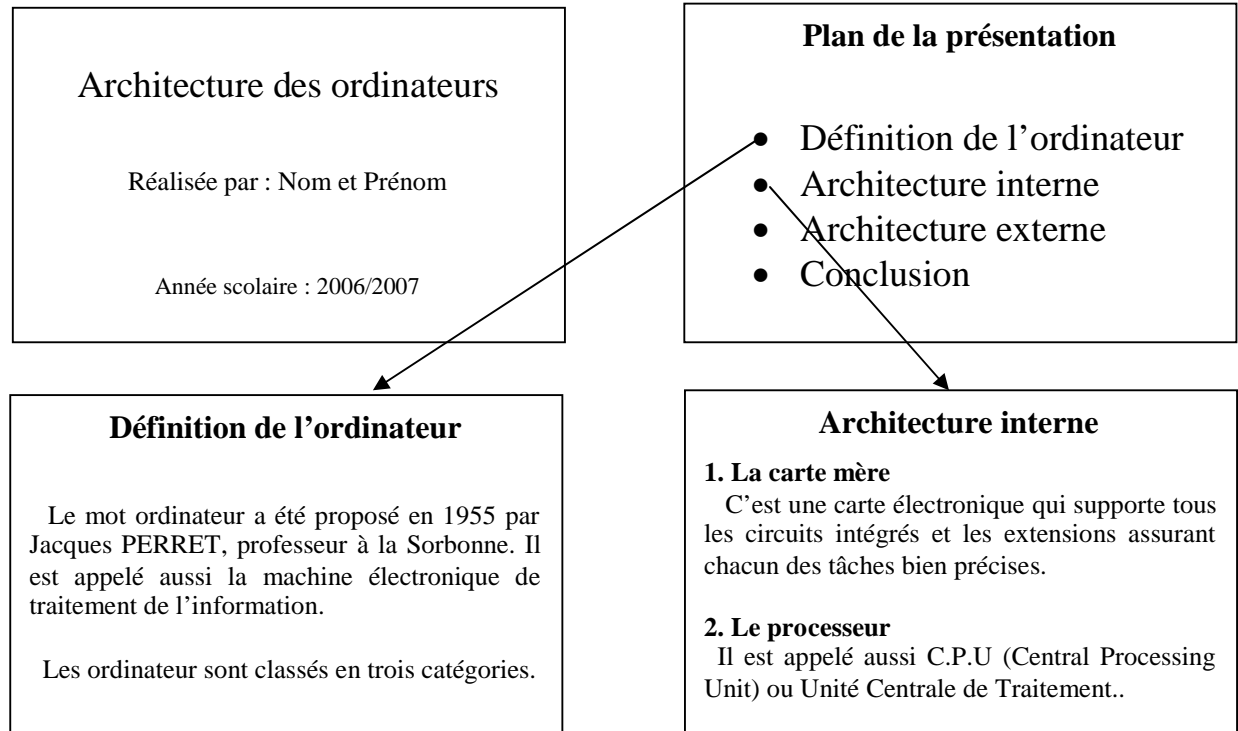 Architecture des ordinateurs
Réalisée par : Nom et Prénom
Année scolaire : 2006/2007
Plan de la présentation
• Définition de l’ordinateur
• Architecture interne
• Architecture externe
• Conclusion
Définition de l’ordinateur
Le mot ordinateur a été proposé en 1955 par
Jacques PERRET, professeur à la Sorbonne. Il
est appelé aussi la machine électronique de
traitement de l’information.
Les ordinateur sont classés en trois catégories.
Architecture interne
1. La carte mère
C’est une carte électronique qui supporte tous
les circuits intégrés et les extensions assurant
chacun des tâches bien précises.
2. Le processeur
Il est appelé aussi C.P.U (Central Processing
Unit) ou Unité Centrale de Traitement..